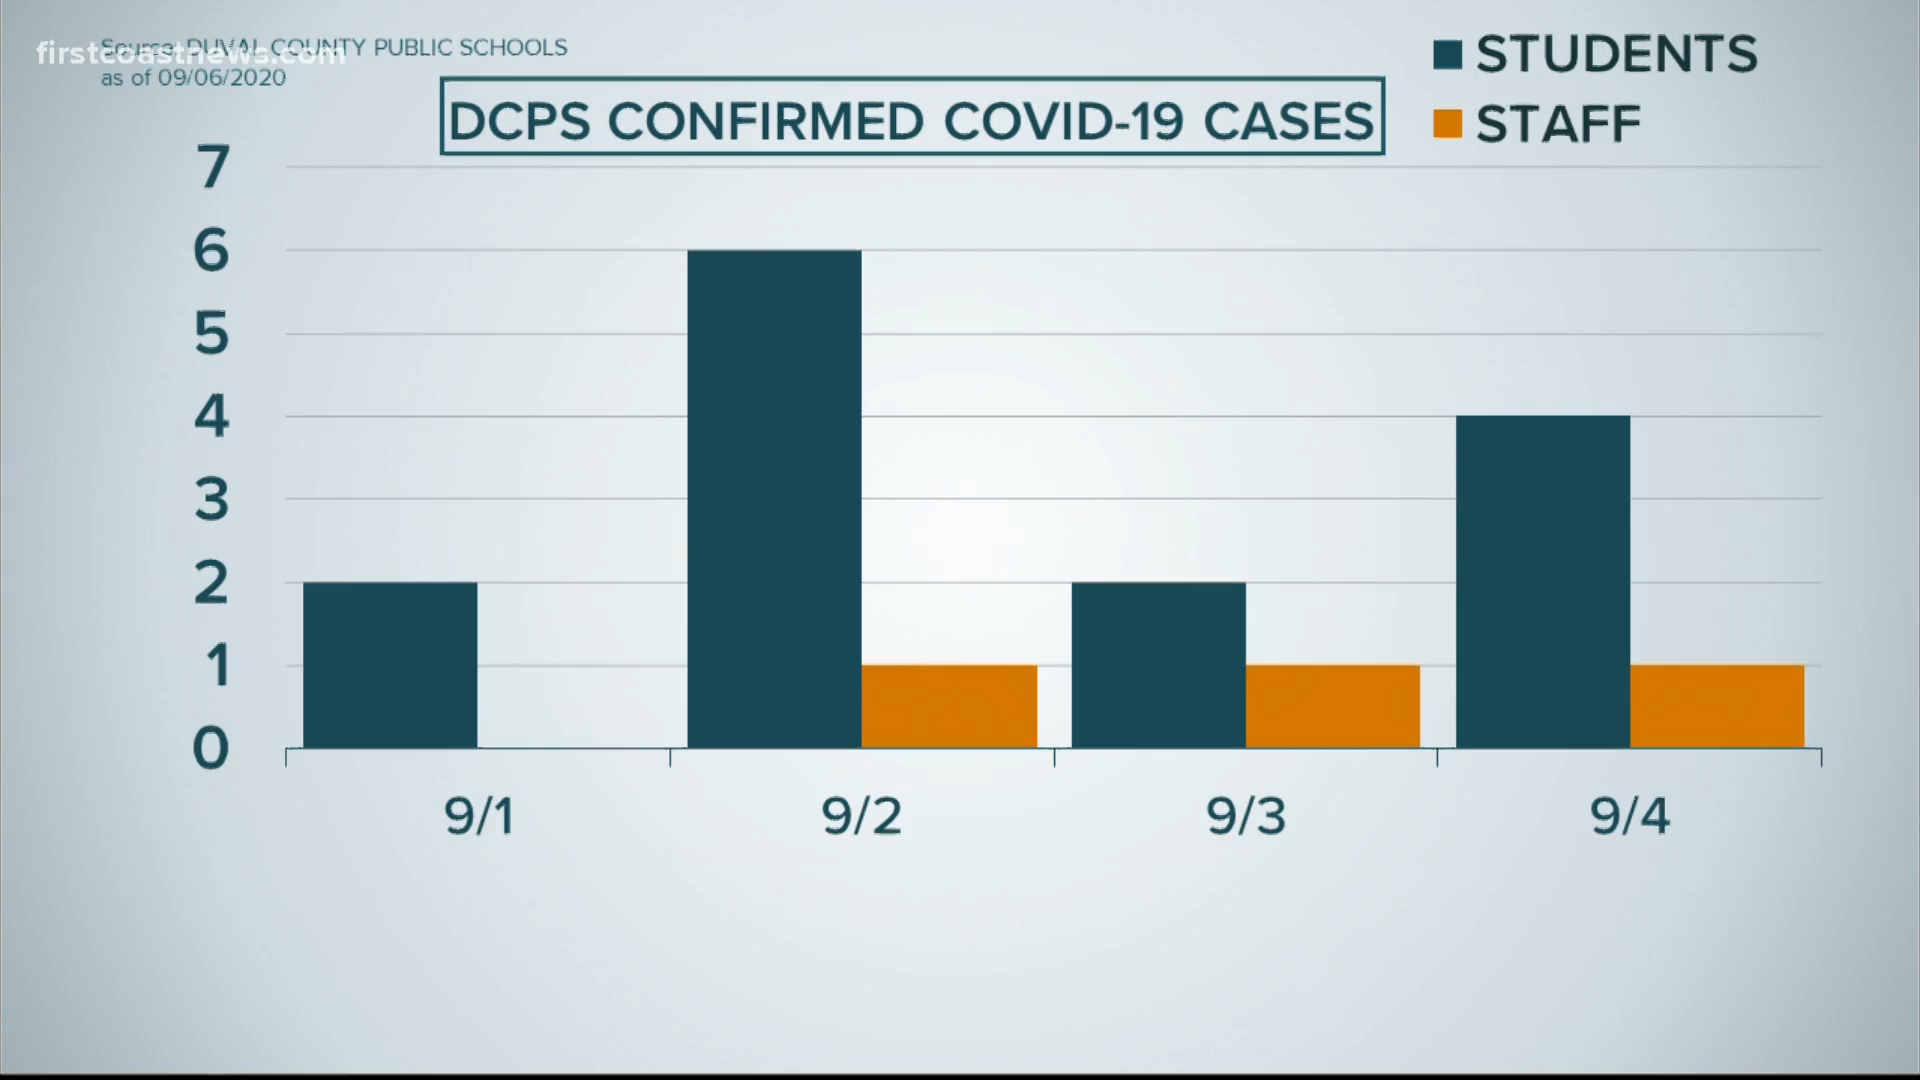 firstcoastnews.com
Source: DUVAL COUNTY PUBLIC SCHOOLS
as of 09/06/2020
DCPS CONFIRMED COVID-19 CASES
STUDENTS
STAFF
7
6
5
4
3
2
1
0
9/1 9/2 9/3 9/4